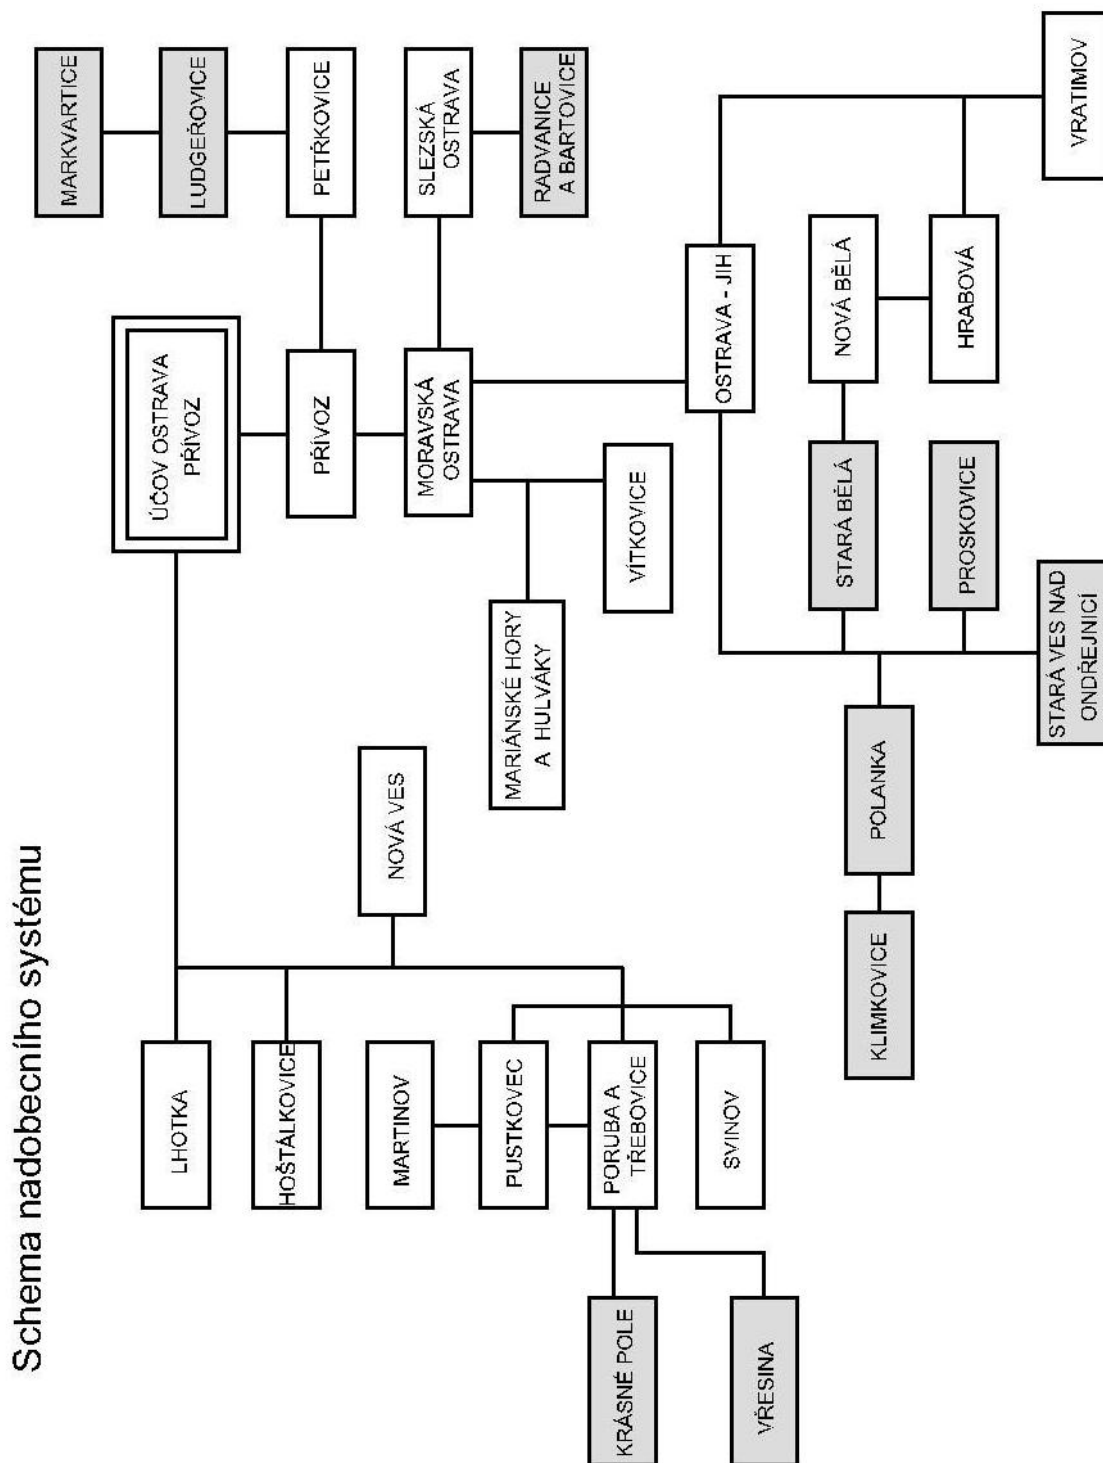 Schema nadobecního systému
MARKVARTICE
LHOTKA
ÚČOV OSTRAVA
PŘÍVOZ
LUDGEŘOVICE
HOŠTÁLKOVICE
PŘÍVOZ
PETŘKOVICE
MARTINOV
NOVÁ VES
MORAVSKÁ
OSTRAVA
SLEZSKÁ
OSTRAVA
PUSTKOVEC
MARIÁNSKÉ HORY
A HULVÁKY
RADVANICE
A BARTOVICE
KRÁSNÉ POLE
PORUBA A
TŘEBOVICE
VÍTKOVICE
VŘESINA
SVINOV
OSTRAVA - JIH
KLIMKOVICE
POLANKA
STARÁ BĚLÁ
NOVÁ BĚLÁ
PROSKOVICE
HRABOVÁ
STARÁ VES NAD
ONDŘEJNICÍ
VRATIMOV